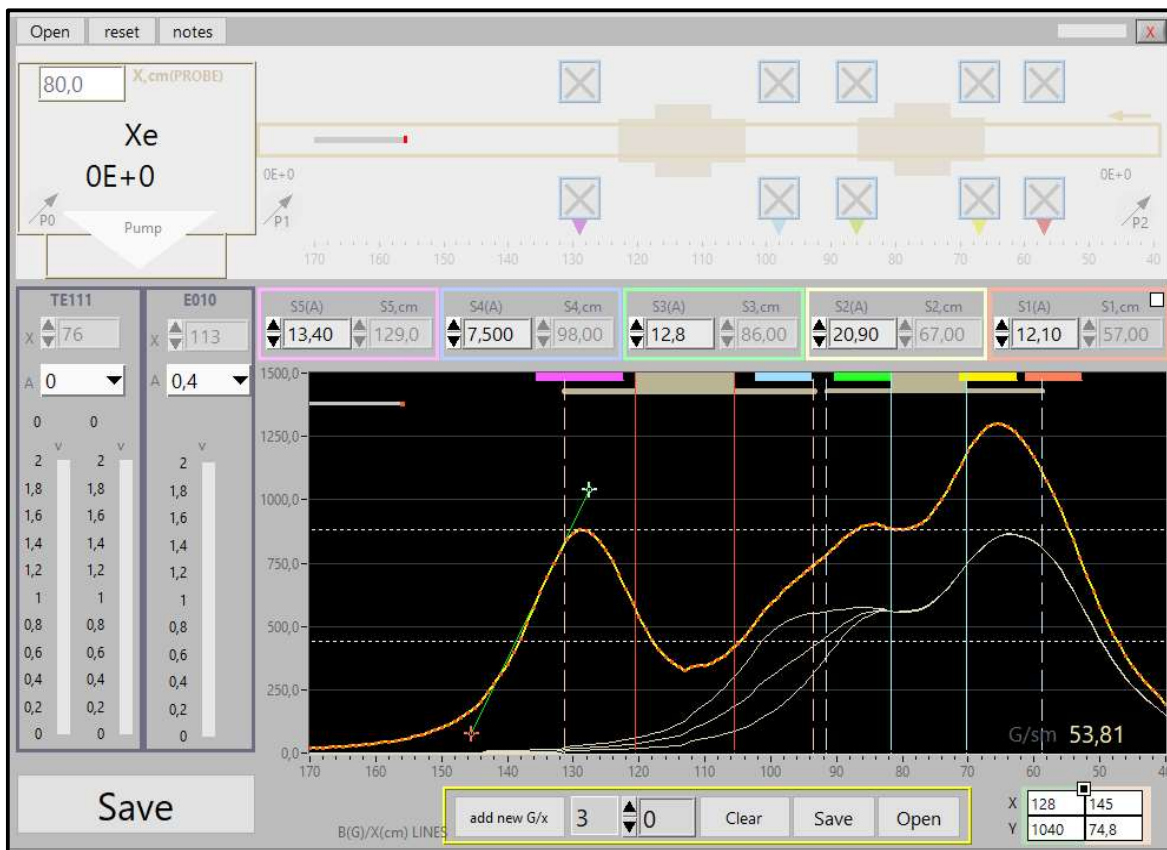 Open reset notes X
80,0 X,cm(PROBE)
Xe
0E+0
P0 Pump
0E+0 0E+0
P1 P2
170 160 150 140 130 120 110 100 90 80 70 60 50 40
TE111 E010
X 76 X 113
A 0 A 0,4
0 0
v v v
2 2 2
1,8 1,8 1,8
1,6 1,6 1,6
1,4 1,4 1,4
1,2 1,2 1,2
1 1 1
0,8 0,8 0,8
0,6 0,6 0,6
0,4 0,4 0,4
0,2 0,2 0,2
0 0 0
S5(A) S5,cm S4(A) S4,cm S3(A) S3,cm S2(A) S2,cm S1(A) S1,cm
13,40 129,0 7,500 98,00 12,8 86,00 20,90 67,00 12,10 57,00
1500,0
1250,0
1000,0
750,0
500,0
250,0
0,0
G/sm 53,81
170 160 150 140 130 120 110 100 90 80 70 60 50 40
Save
B(G)/X(cm) LINES
add new G/x 3 0 Clear Save Open
X 128 145
Y 1040 74,8